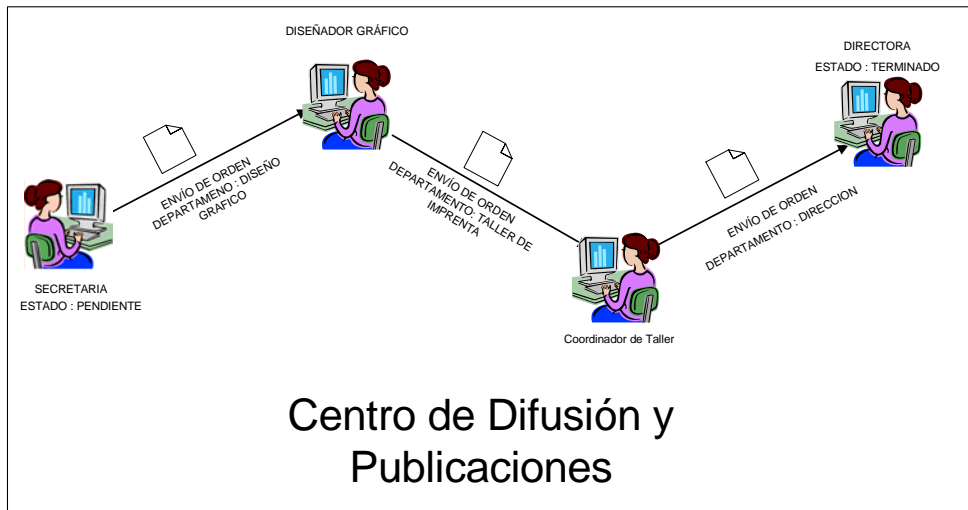 DISEÑADOR GRÁFICO
DIRECTORA
ESTADO : TERMINADO
ENVÍO DE ORDEN
DEPARTAMENO : DISEÑO
GRAFICO
ENVÍO DE ORDEN
DEPARTAMENTO: TALLER DE
IMPRENTA
ENVÍO DE ORDEN
DEPARTAMENTO : DIRECCION
SECRETARIA
ESTADO : PENDIENTE
Coordinador de Taller
Centro de Difusión y
Publicaciones